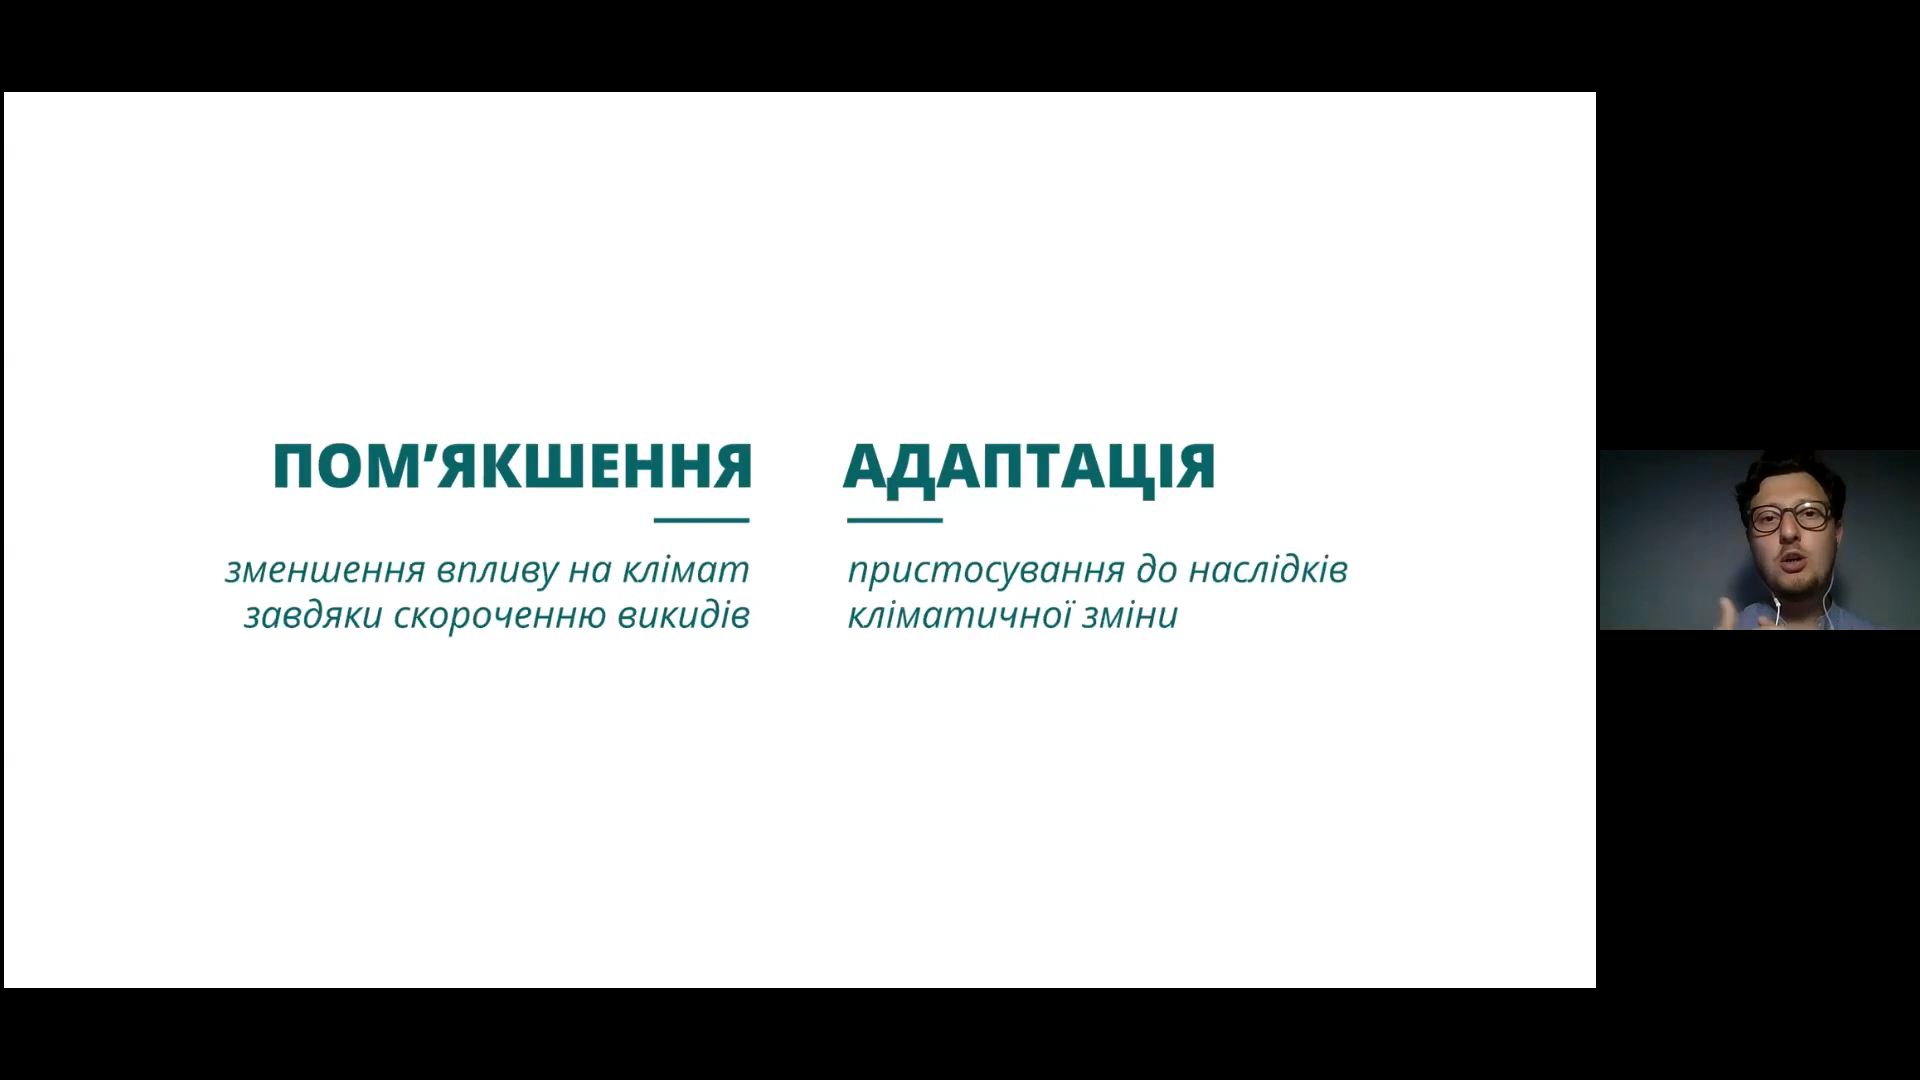 ПОМ’ЯКШЕННЯ
зменшення впливу на клімат
завдяки скороченню викидів
АДАПТАЦІЯ
пристосування до наслідків
кліматичної зміни